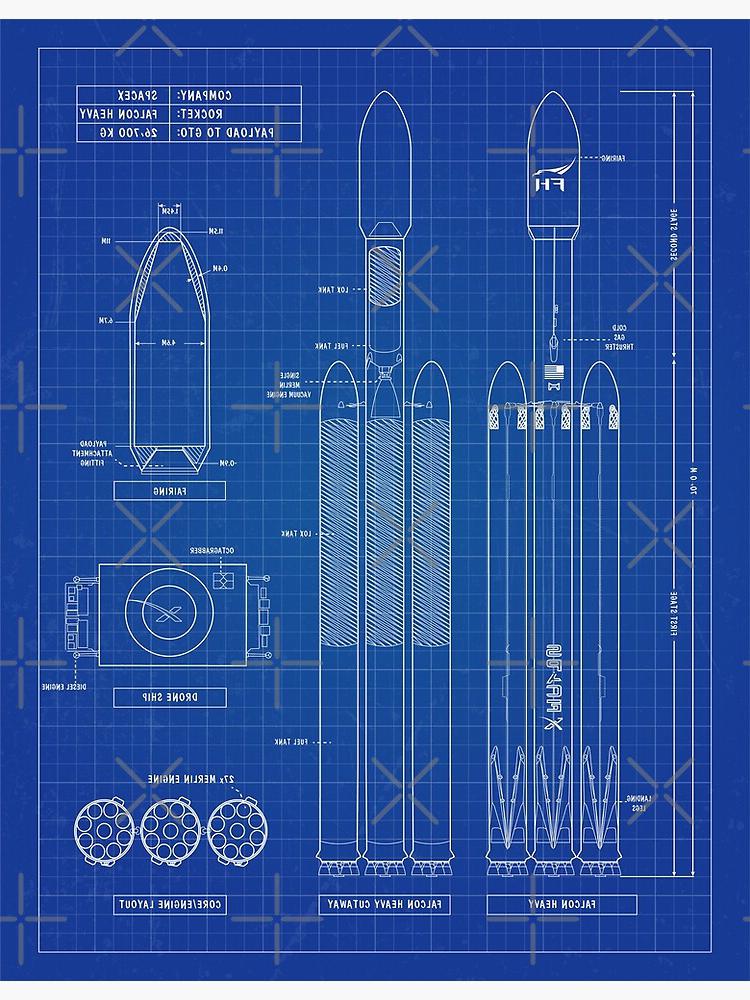 COMPANY: SPACEX
ROCKET: FALCON HEAVY
PAYLOAD TO GTO: 26,700 KG
FH
FAIRING
SECOND STAGE
COLD
GAS
THRUSTER
70.0 M
FIRST STAGE
SPACEX
LANDING
LEGS
FALCON HEAVY
LOX TANK
FUEL TANK
SINGLE
MERLIN
VACUUM ENGINE
LOX TANK
FUEL TANK
FALCON HEAVY CUTAWAY
1.45M
11.5M
11M
0.4M
6.7M
4.6M
PAYLOAD
ATTACHMENT
FITTING
-0.9M
FAIRING
OCTAGRABBER
X
DIESEL ENGINE
DRONE SHIP
27x MERLIN ENGINE
CORE/ENGINE LAYOUT